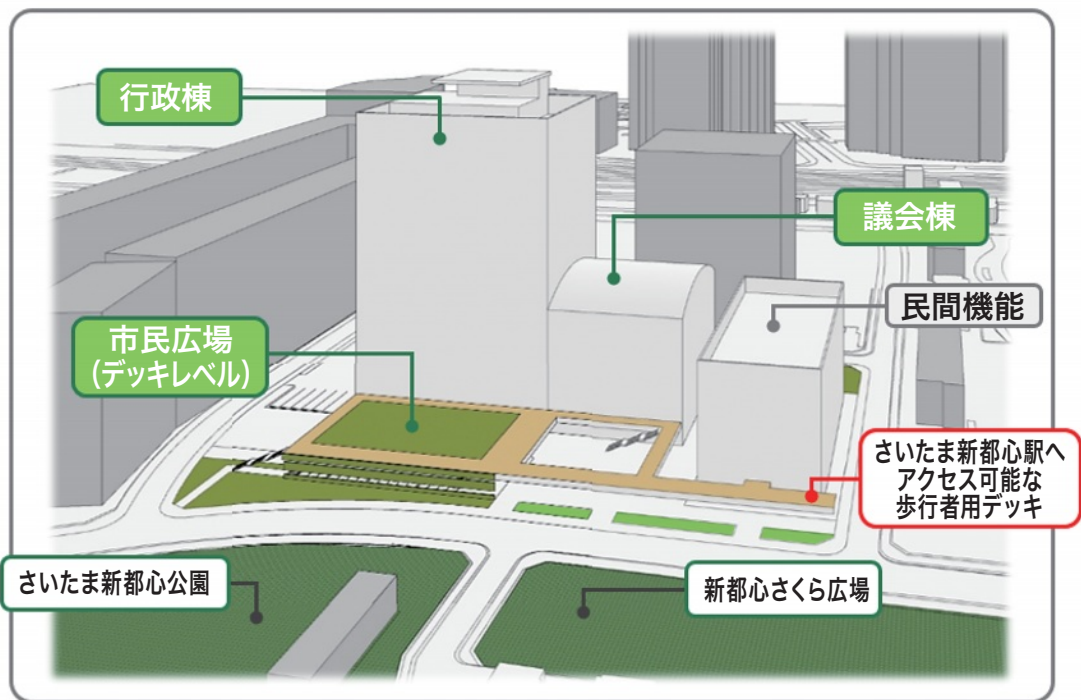 行政棟
議会棟
民間機能
市民広場
(デッキレベル)
さいたま新都心駅へ
アクセス可能な
歩行者用デッキ
さいたま新都心公園
新都心さくら広場